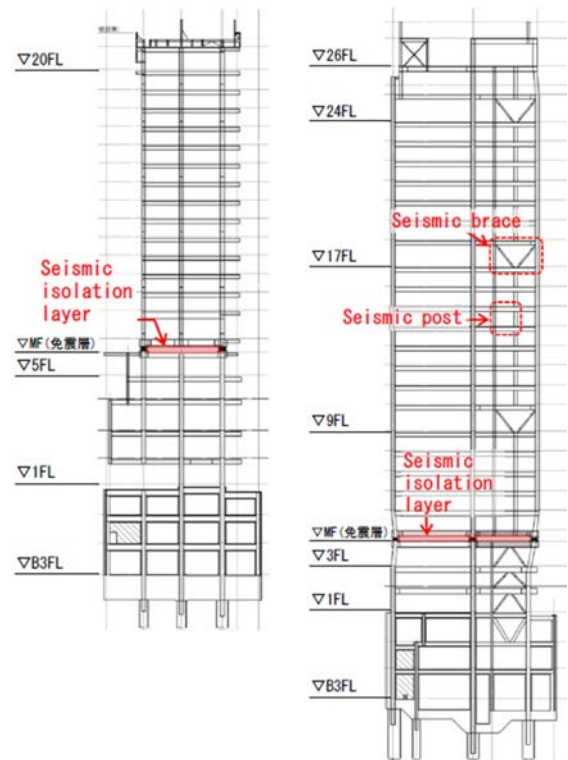 ▽20FL
Seismic
isolation
layer
▽MF(免震層)
▽5FL
▽1FL
▽B3FL
▽26FL
▽24FL
Seismic brace
▽17FL
Seismic post
▽9FL
Seismic
isolation
layer
▽MF(免震層)
▽3FL
▽1FL
▽B3FL